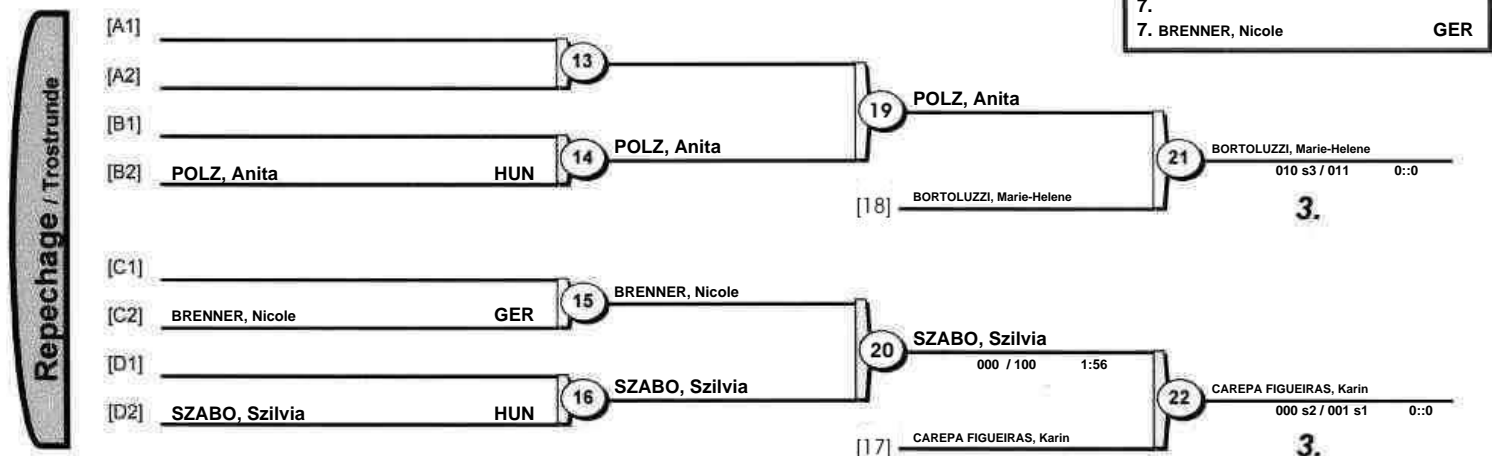 7.
7. BRENNER, Nicole GER
Repechage / Trostrunde
[A1]
13
[A2]
19 POLZ, Anita
[B1]
14 POLZ, Anita
[B2] POLZ, Anita HUN
21 BORTOLUZZI, Marie-Helene
010 s3 / 011 0::0
[18] BORTOLUZZI, Marie-Helene
3.
[C1]
15 BRENNER, Nicole
[C2] BRENNER, Nicole GER
20 SZABO, Szilvia
000 / 100 1:56
[D1]
16 SZABO, Szilvia
[D2] SZABO, Szilvia HUN
22 CAREPA FIGUEIRAS, Karin
000 s2 / 001 s1 0::0
[17] CAREPA FIGUEIRAS, Karin
3.